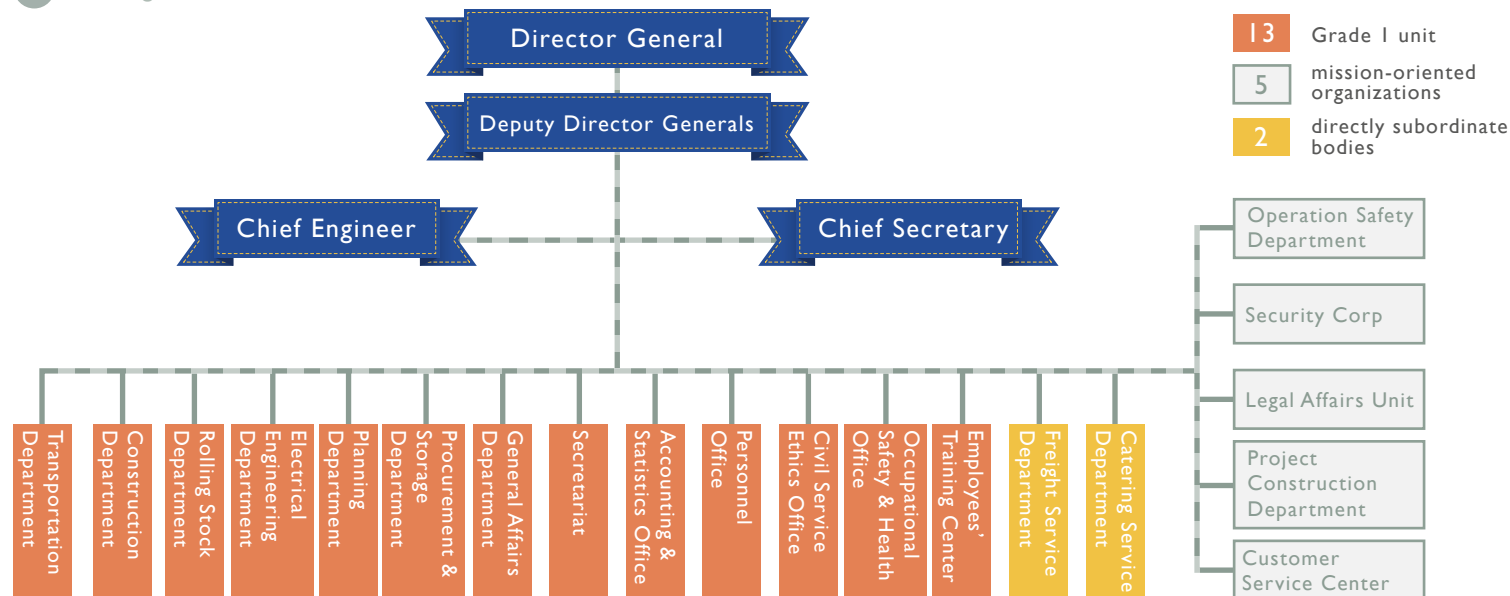 Director General
Deputy Director Generals
Chief Engineer
Chief Secretary
13
Grade 1 unit
5
mission-oriented
organizations
2
directly subordinate
bodies
Operation Safety
Department
Security Corp
Legal Affairs Unit
Project
Construction
Department
Customer
Service Center
Transportation
Department
Construction
Department
Rolling Stock
Department
Electrical
Engineering
Department
Planning
Department
Procurement &
Storage
Department
General Affairs
Department
Secretariat
Accounting &
Statistics Office
Personnel
Office
Civil Service
Ethics Office
Occupational
Safety & Health
Office
Employees’
Training Center
Freight Service
Department
Catering Service
Department